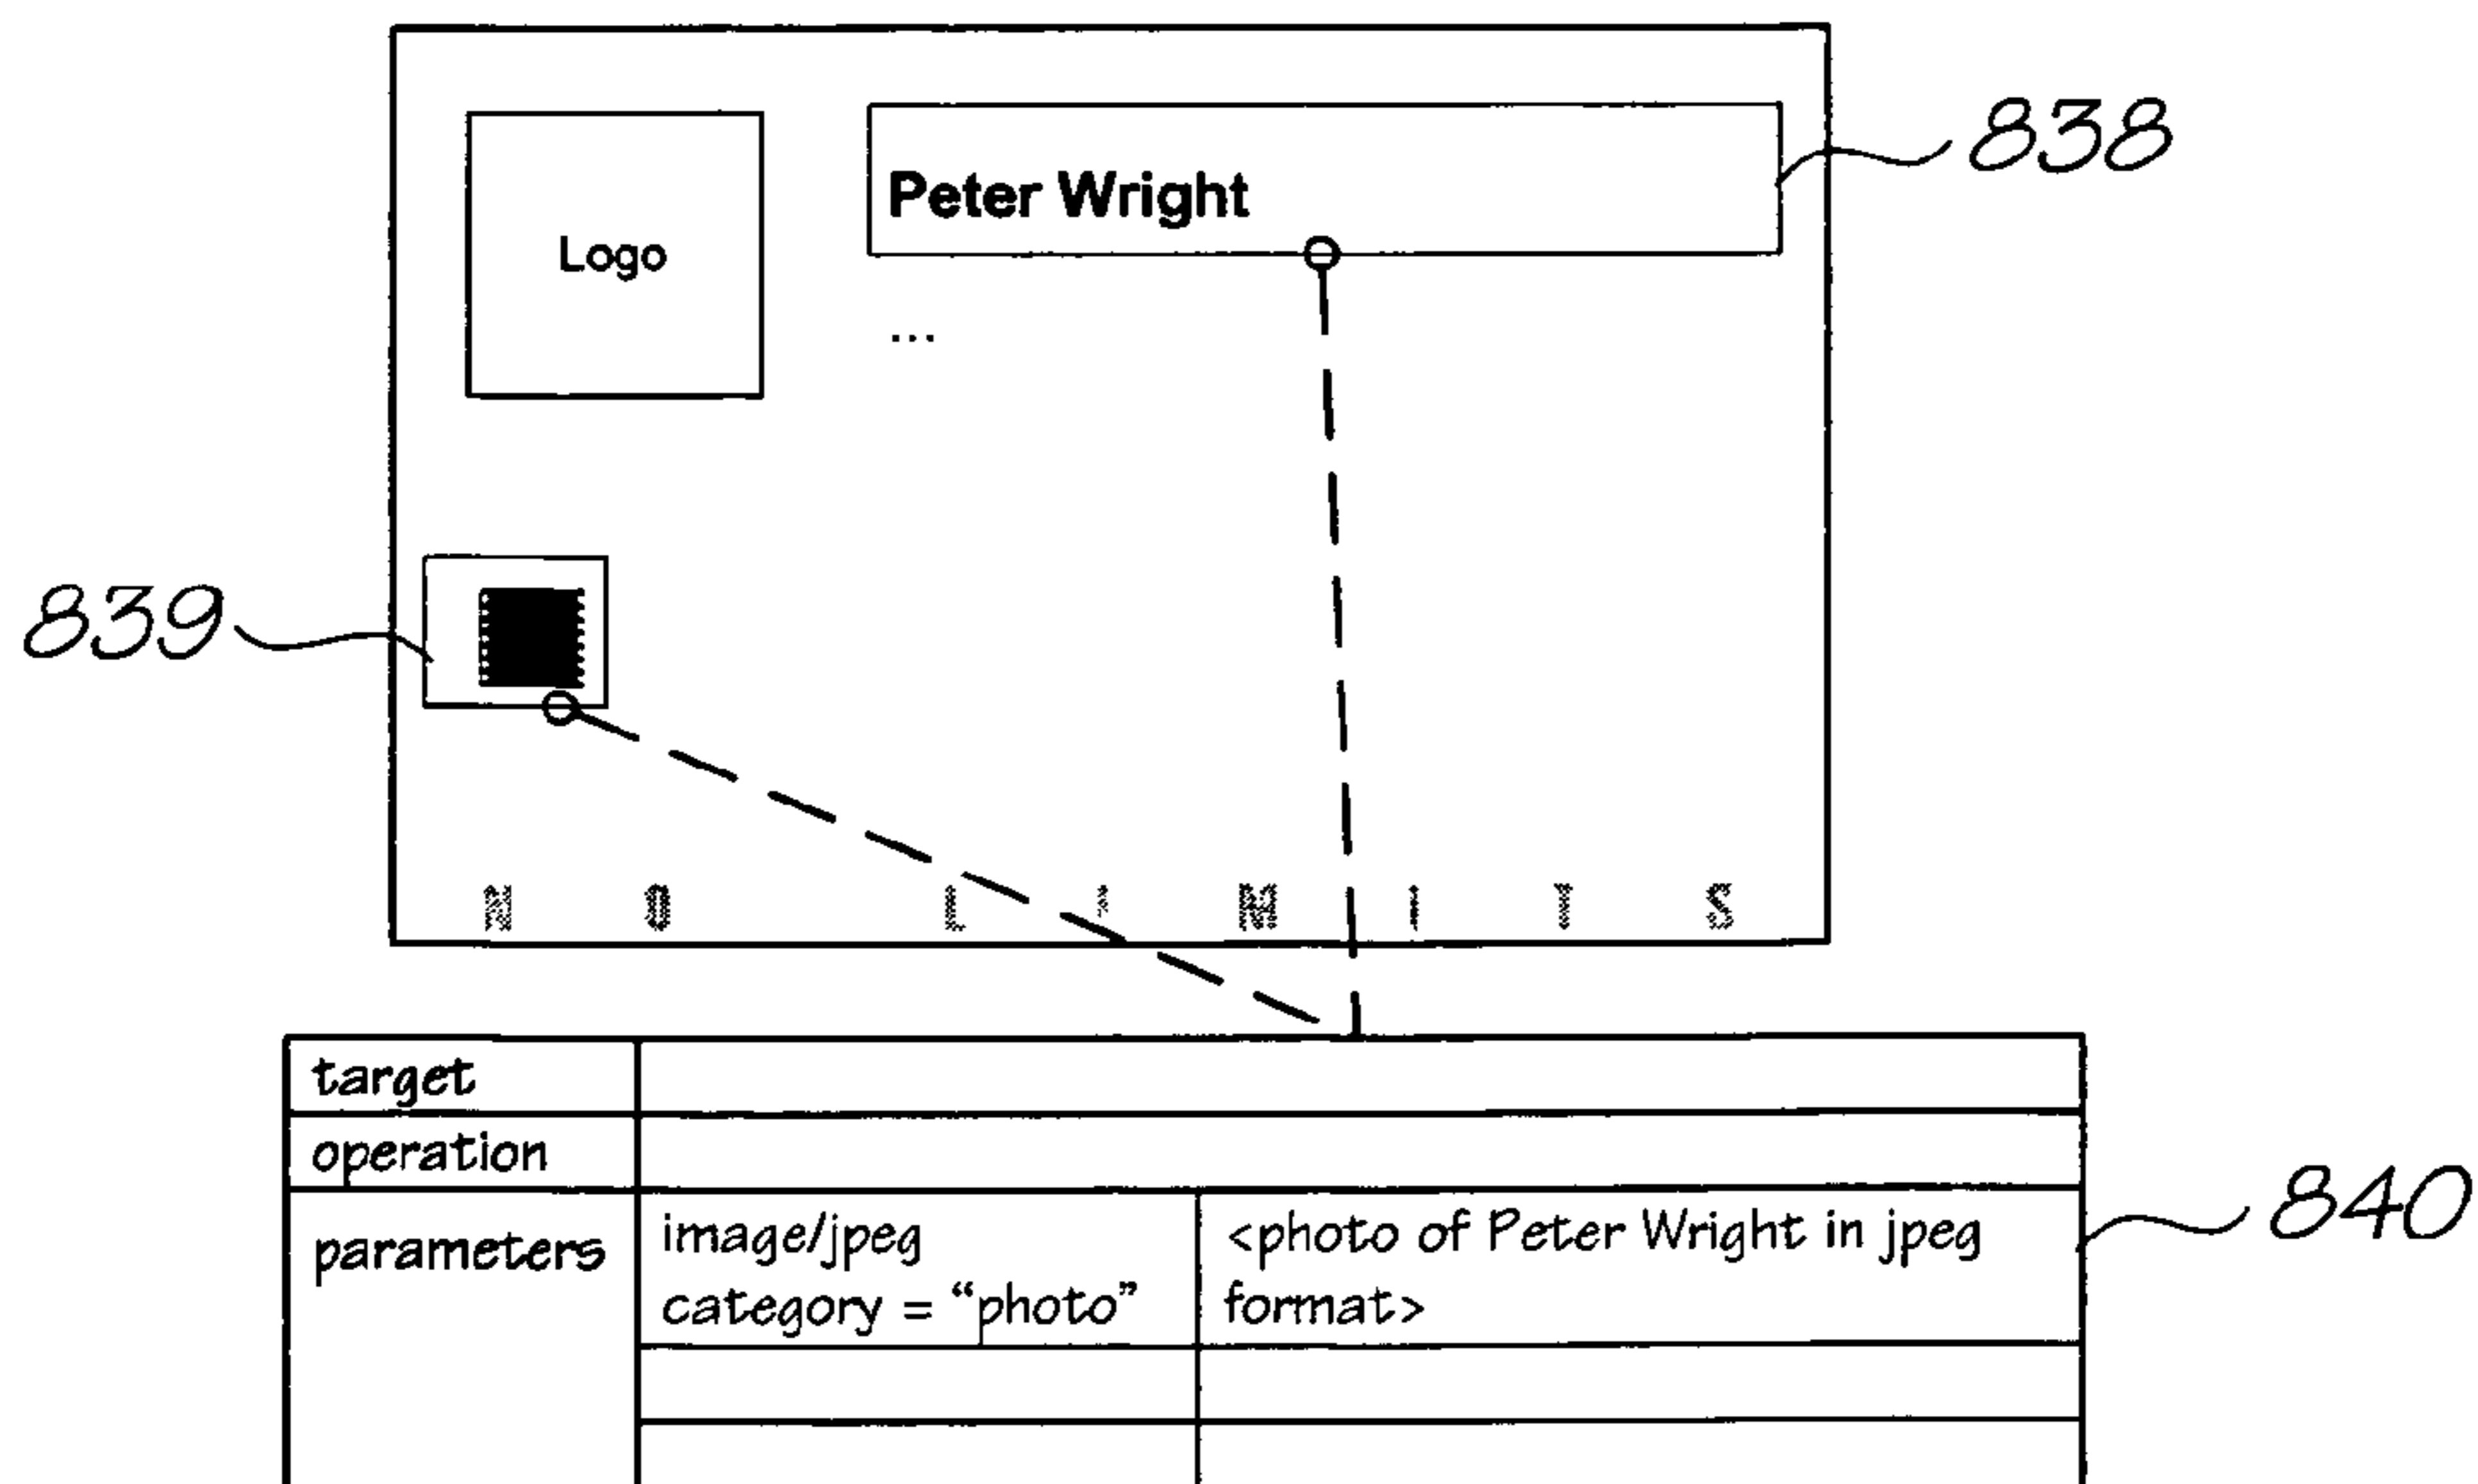 Peter Wright
838
Logo
...
839
target
operation
parameters
image/jpeg
category = “photo”
<photo of Peter Wright in jpeg
format>
840